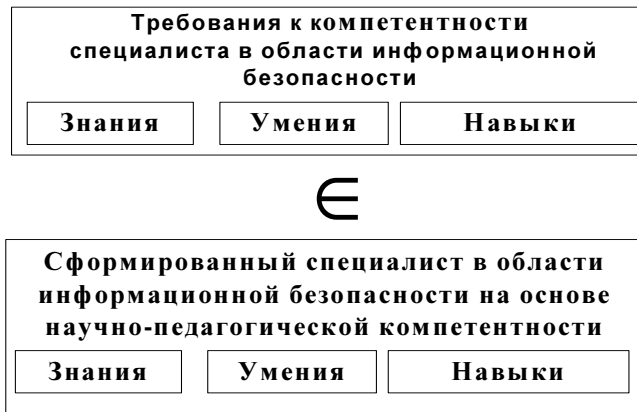 Требования к компетентности
специалиста в области информационной
безопасности
Знания Умения Навыки
∈
Сформированный специалист в области
информационной безопасности на основе
научно-педагогической компетентности
Знания Умения Навыки